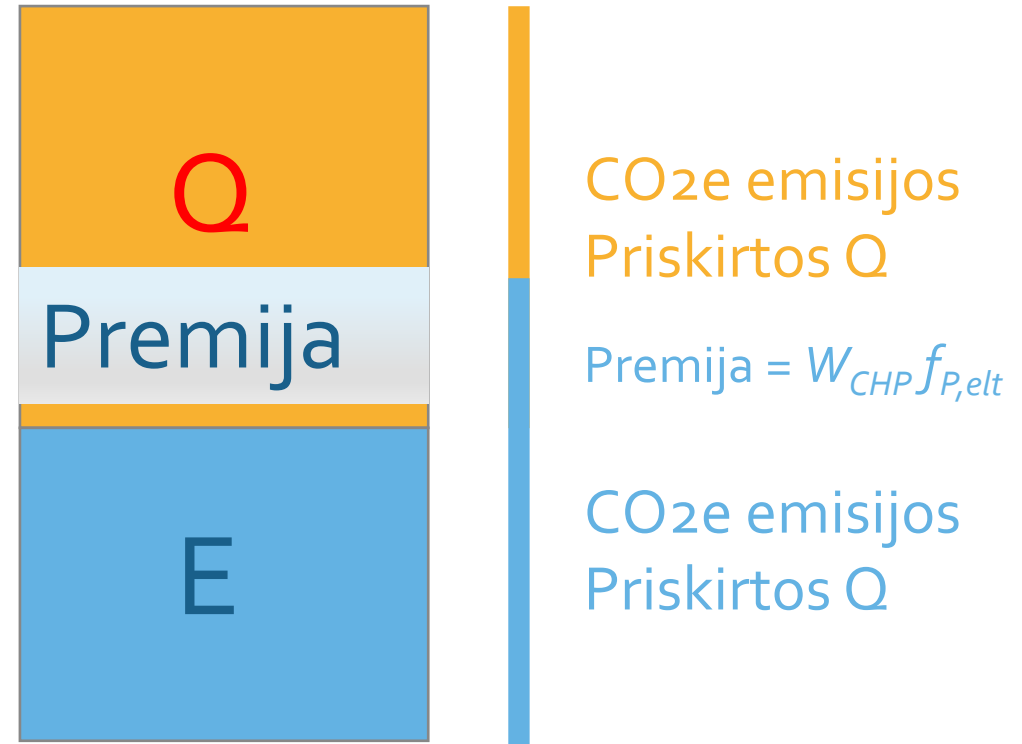 Q
Premija
E
CO2e emisijos
Priskirtos Q
Premija = W_CHP f_P,elt
CO2e emisijos
Priskirtos Q